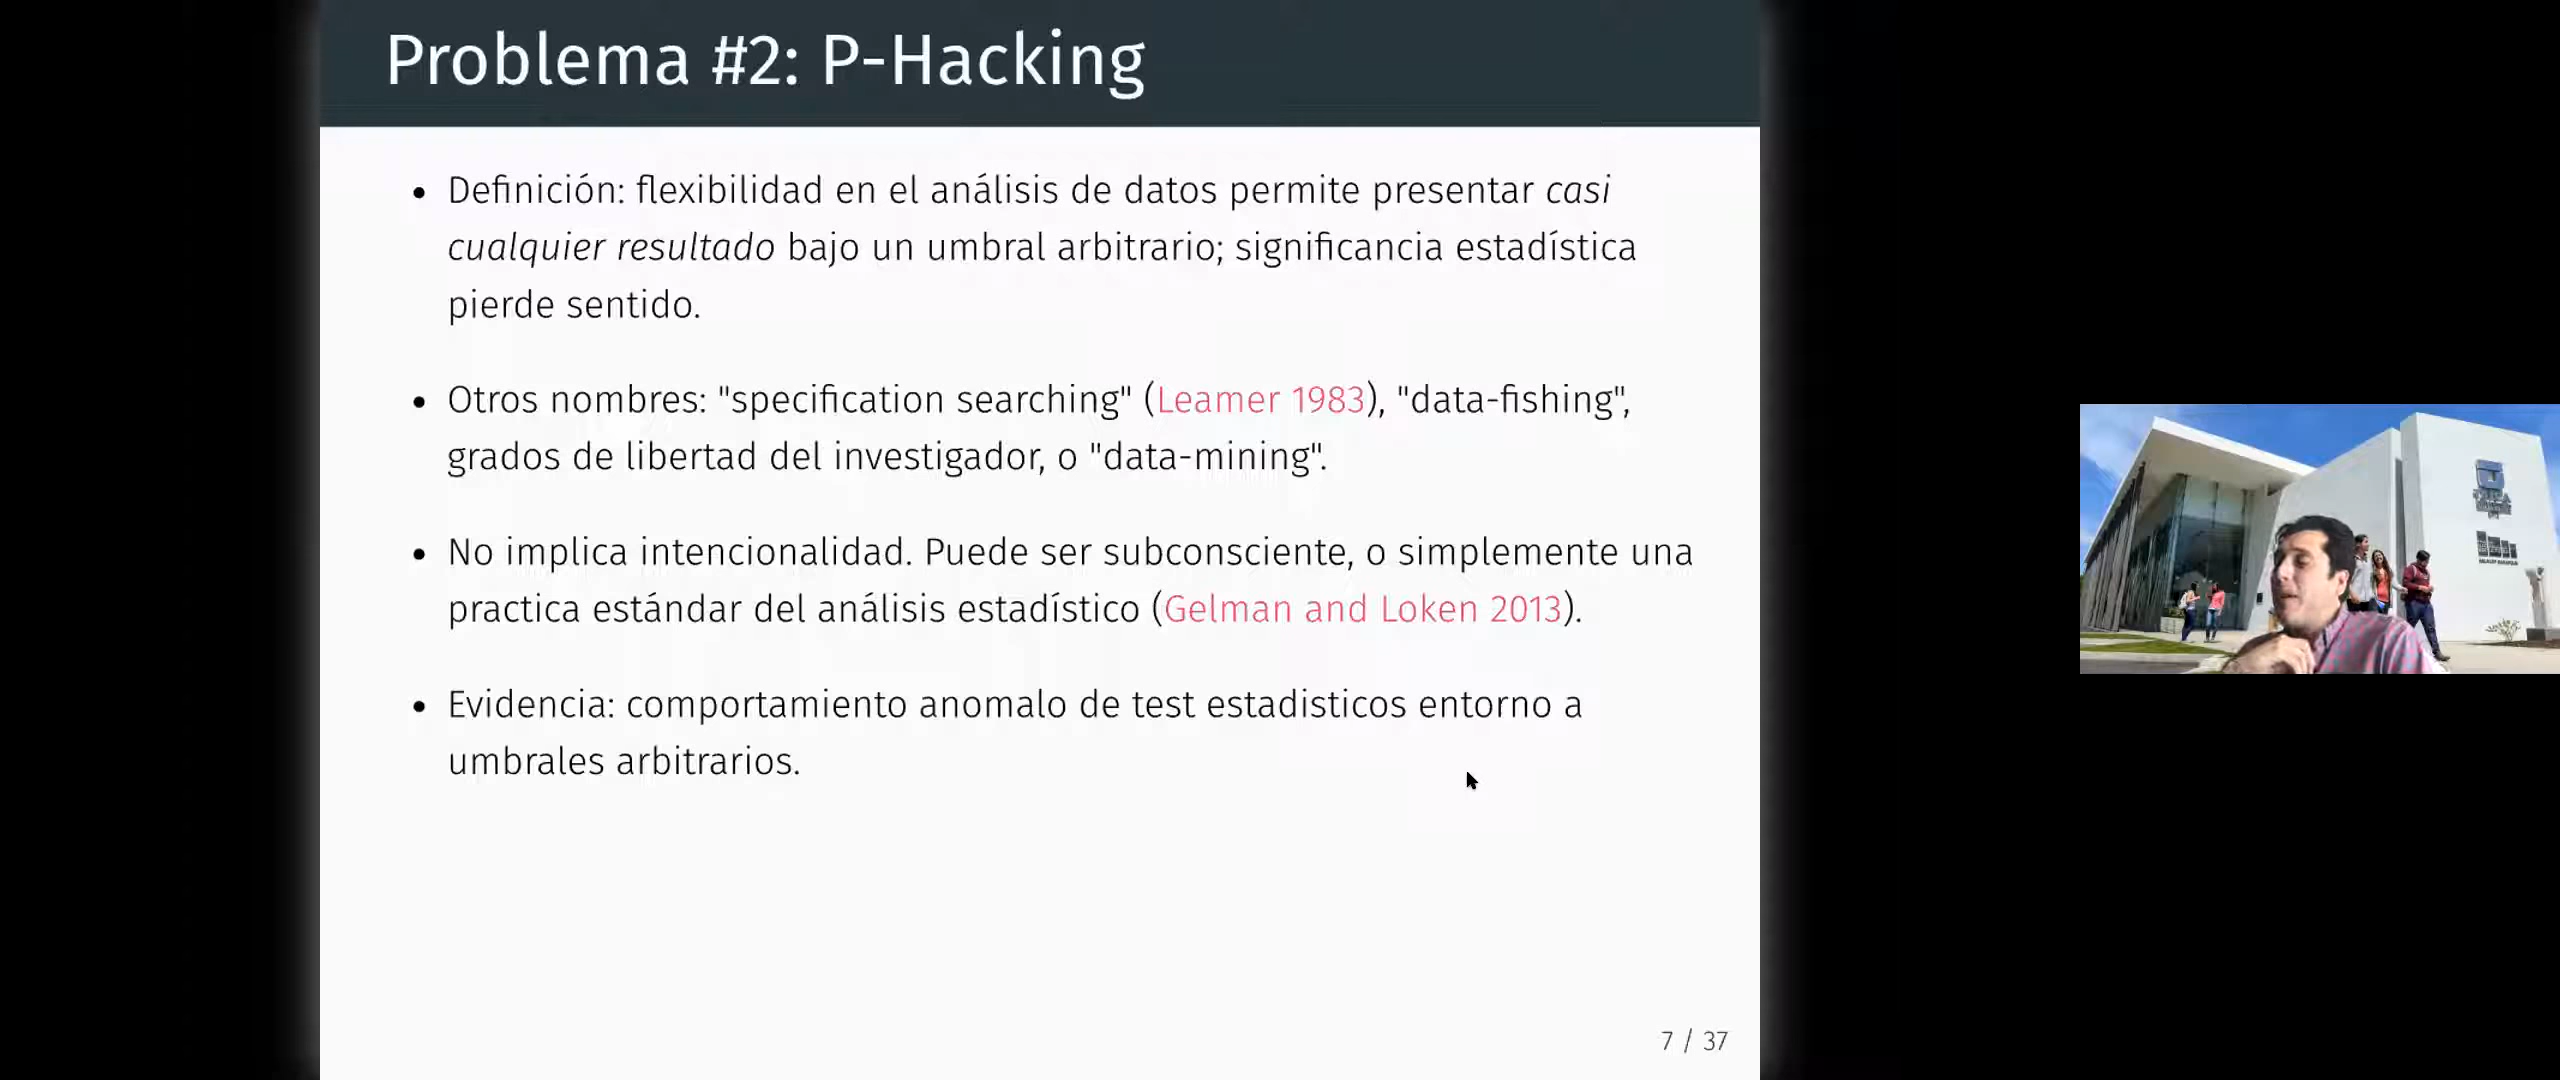 Problema #2: P-Hacking
• Definición: flexibilidad en el análisis de datos permite presentar casi
cualquier resultado bajo un umbral arbitrario; significancia estadística
pierde sentido.
• Otros nombres: "specification searching" (Leamer 1983), "data-fishing",
grados de libertad del investigador, o "data-mining".
• No implica intencionalidad. Puede ser subconsciente, o simplemente una
practica estándar del análisis estadístico (Gelman and Loken 2013).
• Evidencia: comportamiento anomalo de test estadisticos entorno a
umbrales arbitrarios.
7 / 37